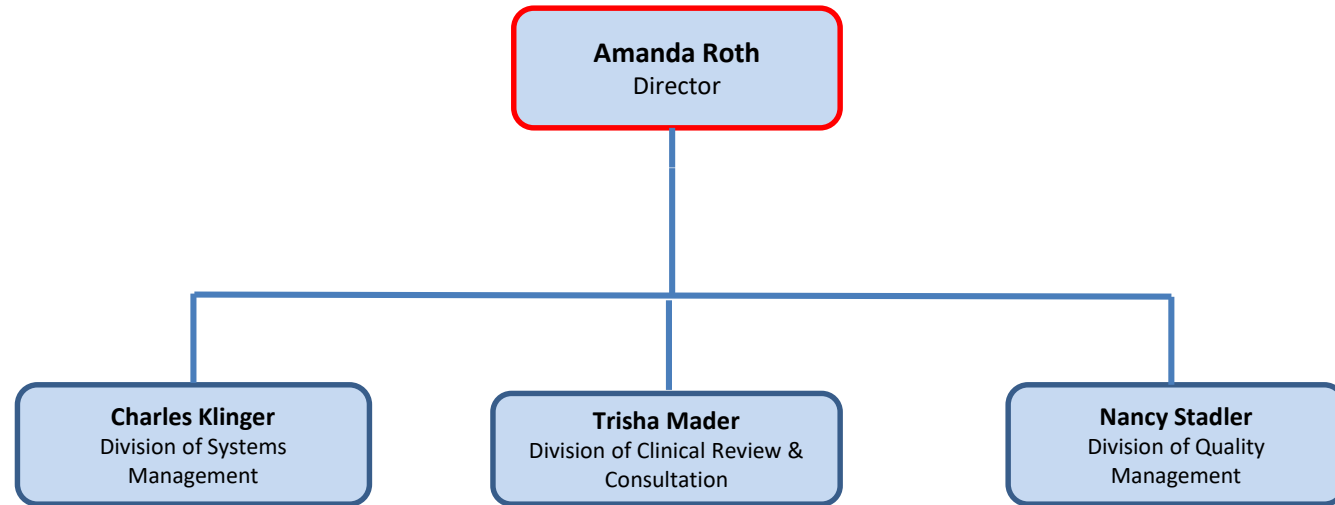 Amanda Roth
Director
Charles Klinger
Division of Systems
Management
Trisha Mader
Division of Clinical Review &
Consultation
Nancy Stadler
Division of Quality
Management